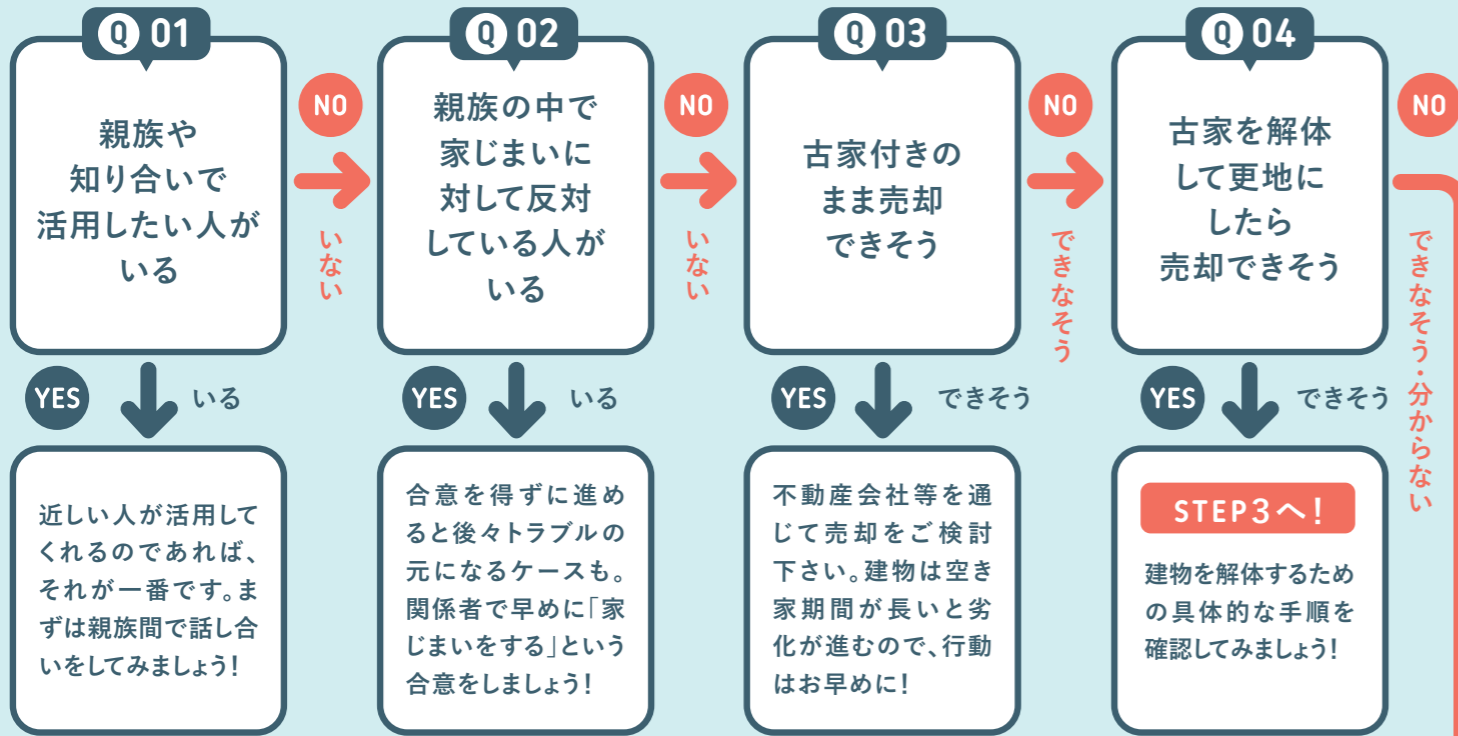 Q 01
親族や
知り合いで
活用したい人が
いる
NO
いない
YES
いる
近しい人が活用して
くれるのであれば、
それが一番です。ま
ずは親族間で話し合
いをしてみましょう!
Q 02
親族の中で
家じまいに
対して反対
している人が
いる
NO
いない
YES
いる
合意を得ずに進め
ると後々トラブルの
元になるケースも。
関係者で早めに「家
じまいをする」という
合意をしましょう!
Q 03
古家付きの
まま売却
できそう
NO
できなそう
YES
できそう
不動産会社等を通
じて売却をご検討
下さい。建物は空き
家期間が長いと劣
化が進むので、行動
はお早めに!
Q 04
古家を解体
して更地に
したら
売却できそう
NO
できなそう・分からない
YES
できそう
STEP3へ!
建物を解体するため
の具体的な手順を
確認してみましょう!